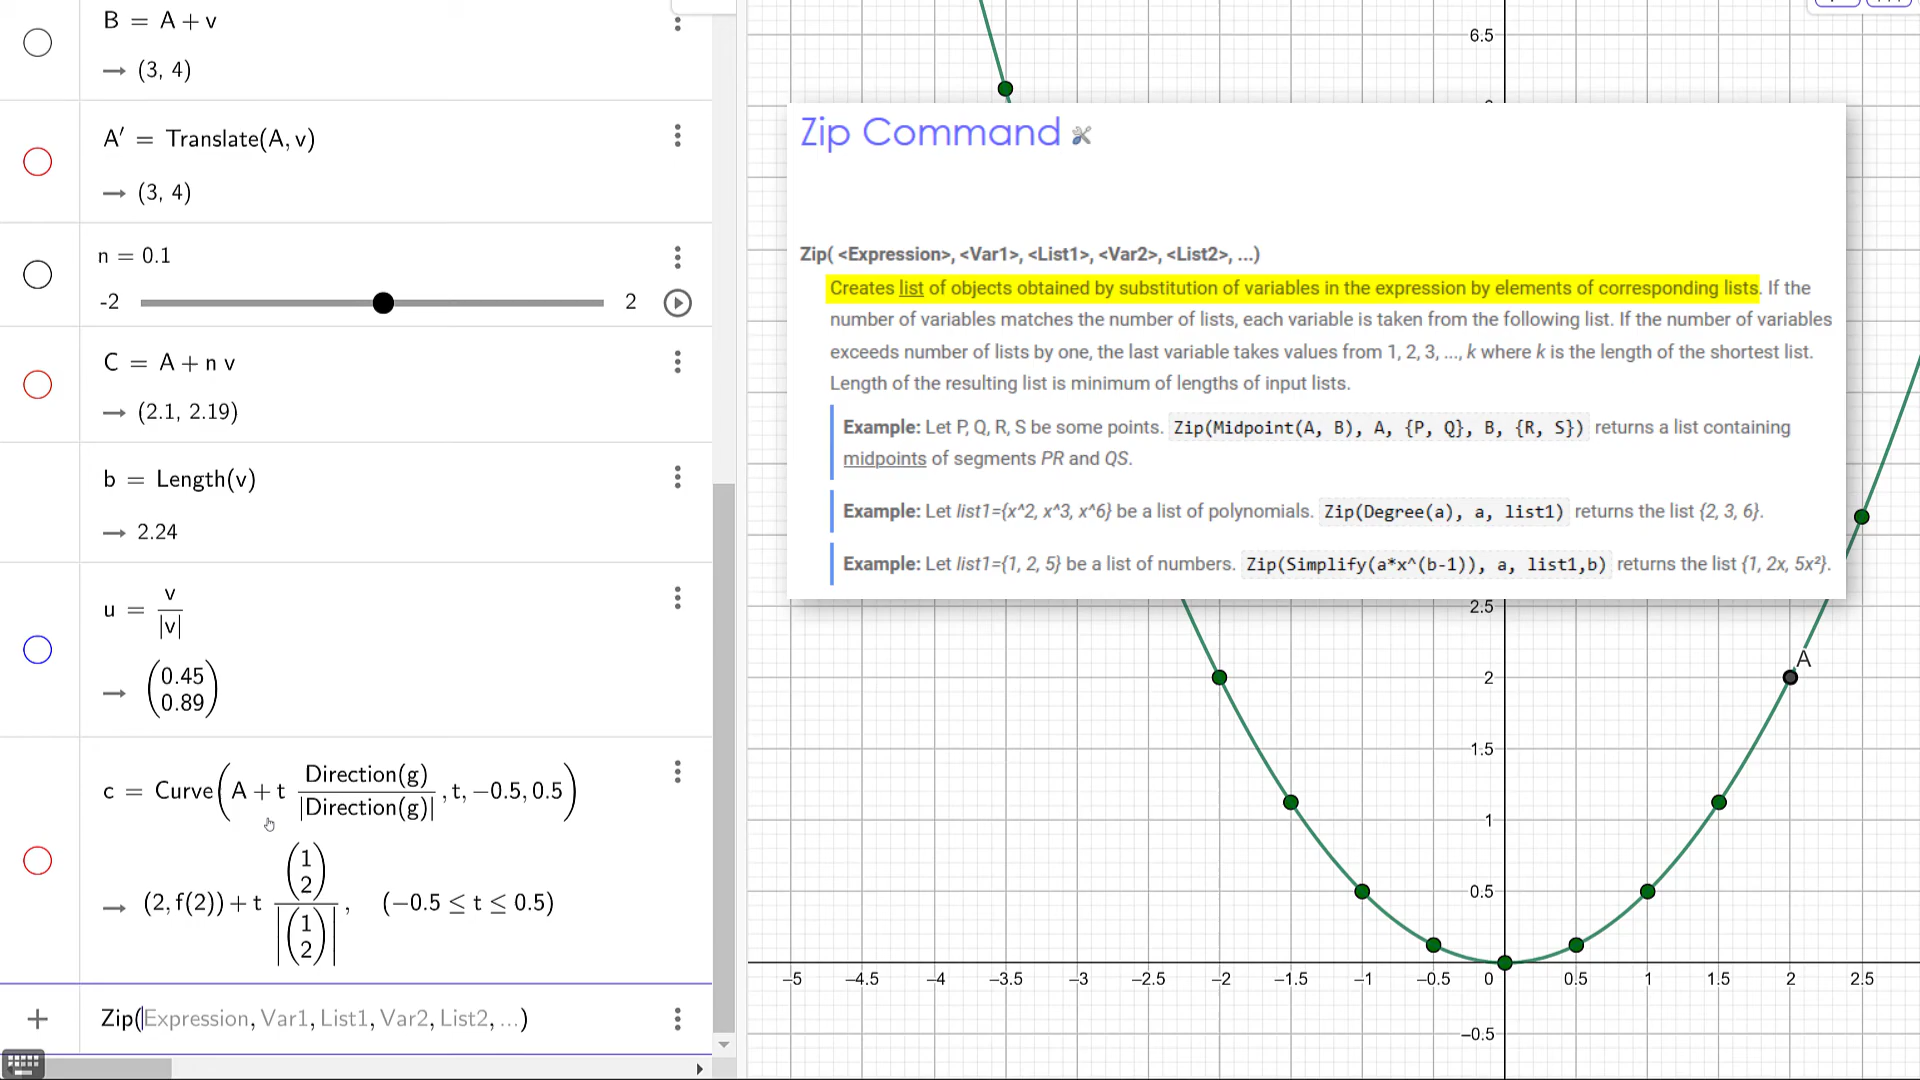 B = A + v
→ (3, 4)
A′ = Translate(A, v)
→ (3, 4)
n = 0.1
-2
2
C = A + n v
→ (2.1, 2.19)
b = Length(v)
→ 2.24
u = v / |v|
→ (0.45
0.89)
c = Curve(A + t Direction(g) / |Direction(g)|, t, −0.5, 0.5)
→ (2, f(2)) + t (1 2) / |(1 2)|, (−0.5 ≤ t ≤ 0.5)
+ Zip(Expression, Var1, List1, Var2, List2, ...)
Zip Command
Zip( <Expression>, <Var1>, <List1>, <Var2>, <List2>, ...)
Creates list of objects obtained by substitution of variables in the expression by elements of corresponding lists. If the
number of variables matches the number of lists, each variable is taken from the following list. If the number of variables
exceeds number of lists by one, the last variable takes values from 1, 2, 3, ..., k where k is the length of the shortest list.
Length of the resulting list is minimum of lengths of input lists.
Example: Let P, Q, R, S be some points. Zip(Midpoint(A, B), A, {P, Q}, B, {R, S}) returns a list containing
midpoints of segments PR and QS.
Example: Let list1={x^2, x^3, x^6} be a list of polynomials. Zip(Degree(a), a, list1) returns the list {2, 3, 6}.
Example: Let list1={1, 2, 5} be a list of numbers. Zip(Simplify(a*x^(b-1)), a, list1,b) returns the list {1, 2x, 5x²}.
6.5
2.5
A
2
1.5
1
0.5
−5 −4.5 −4 −3.5 −3 −2.5 −2 −1.5 −1 −0.5 0 0.5 1 1.5 2 2.5
−0.5